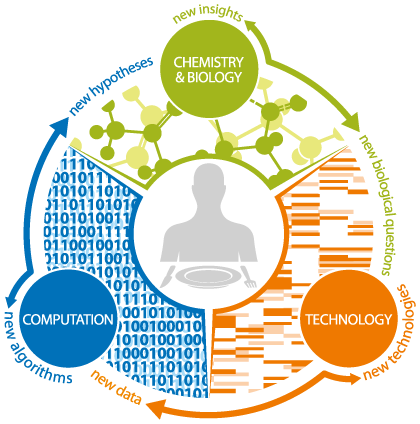 new insights
CHEMISTRY
& BIOLOGY
new hypotheses
new biological questions
COMPUTATION
TECHNOLOGY
new algorithms
new data
new technologies